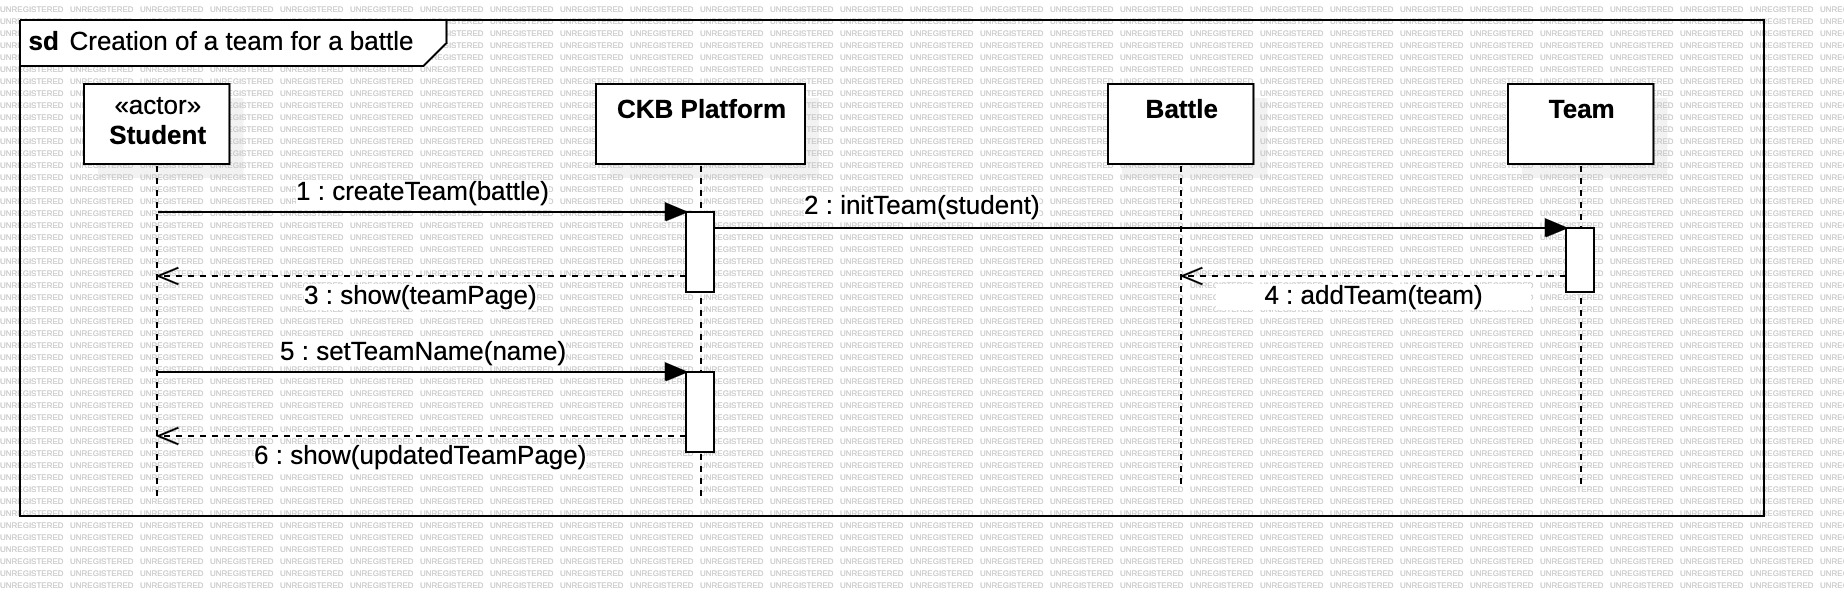 sd Creation of a team for a battle
«actor»
Student
CKB Platform
Battle
Team
1 : createTeam(battle)
2 : initTeam(student)
3 : show(teamPage)
4 : addTeam(team)
5 : setTeamName(name)
6 : show(updatedTeamPage)
UNREGISTERED